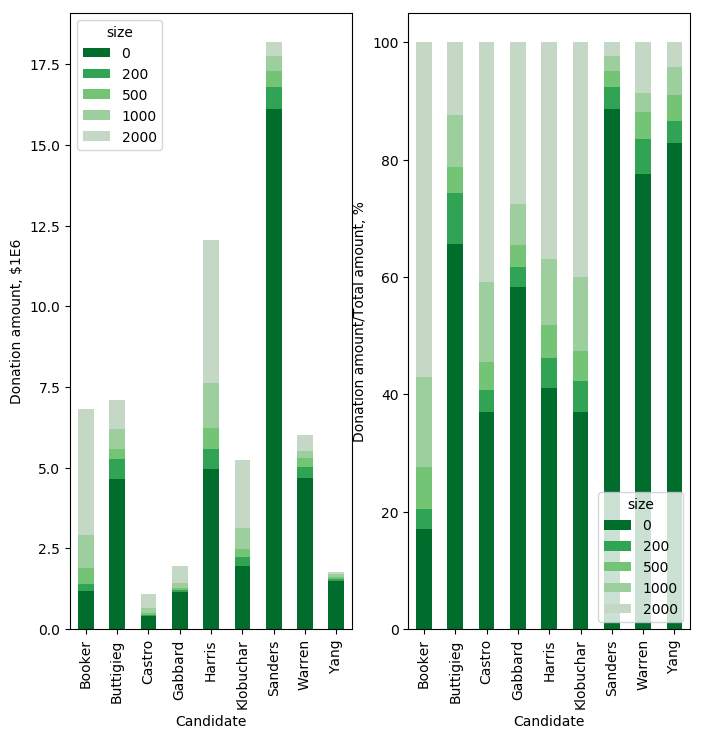 size
0
200
500
1000
2000
17.5
15.0
12.5
10.0
7.5
5.0
2.5
0.0
Donation amount, $1E6
Booker
Buttigieg
Castro
Gabbard
Harris
Klobuchar
Sanders
Warren
Yang
Candidate
100
80
60
40
20
0
Donation amount/Total amount, %
size
0
200
500
1000
2000
Booker
Buttigieg
Castro
Gabbard
Harris
Klobuchar
Sanders
Warren
Yang
Candidate